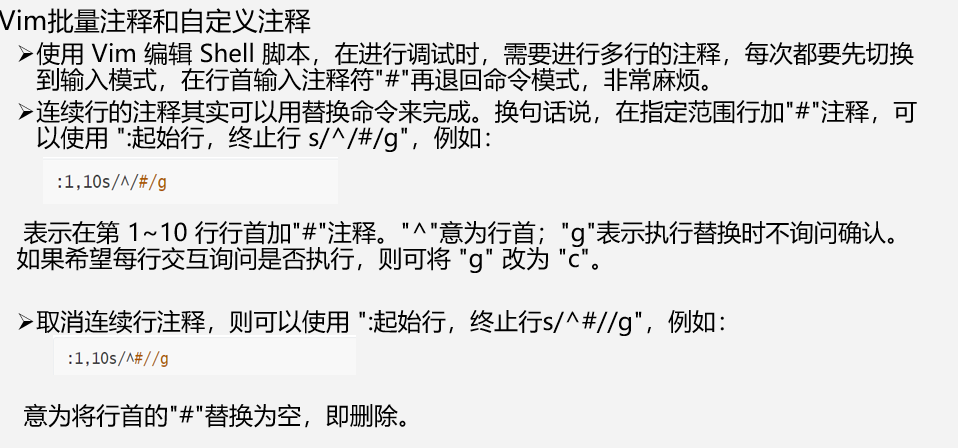 Vim批量注释和自定义注释
➢使用 Vim 编辑 Shell 脚本，在进行调试时，需要进行多行的注释，每次都要先切换
到输入模式，在行首输入注释符"#"再退回命令模式，非常麻烦。
➢连续行的注释其实可以用替换命令来完成。换句话说，在指定范围行加"#"注释，可
以使用 ":起始行，终止行 s/^/#/g"，例如：
:1,10s/^/#/g
表示在第 1~10 行行首加"#"注释。"^"意为行首；"g"表示执行替换时不询问确认。
如果希望每行交互询问是否执行，则可将 "g" 改为 "c"。
➢取消连续行注释，则可以使用 ":起始行，终止行s/^#//g"，例如：
:1,10s/^#//g
意为将行首的"#"替换为空，即删除。